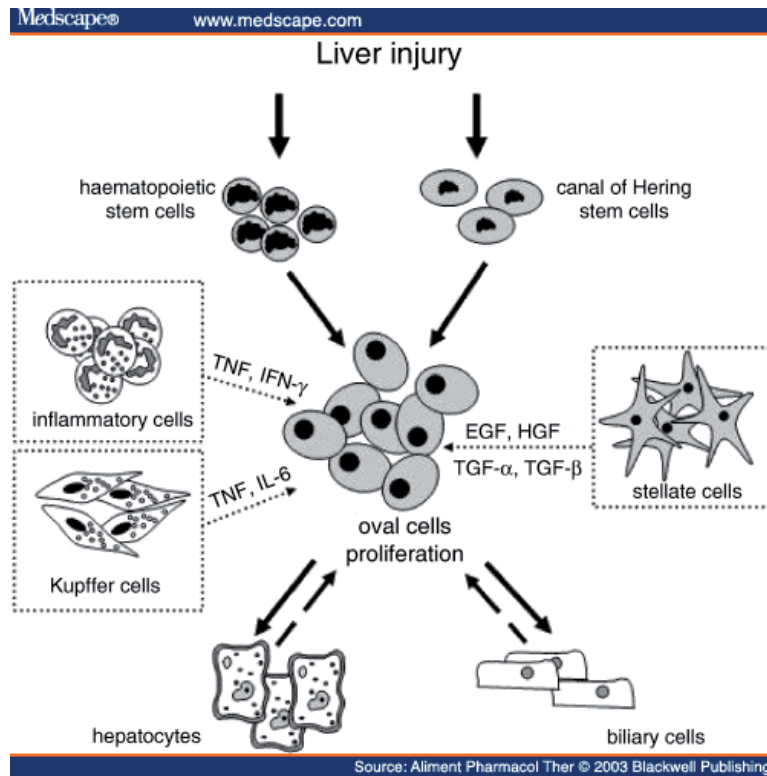 Medscape® www.medscape.com
Liver injury
haematopoietic
stem cells
canal of Hering
stem cells
TNF, IFN-γ
inflammatory cells
EGF, HGF
TGF-α, TGF-β
stellate cells
TNF, IL-6
Kupffer cells
oval cells
proliferation
hepatocytes
biliary cells
Source: Aliment Pharmacol Ther © 2003 Blackwell Publishing